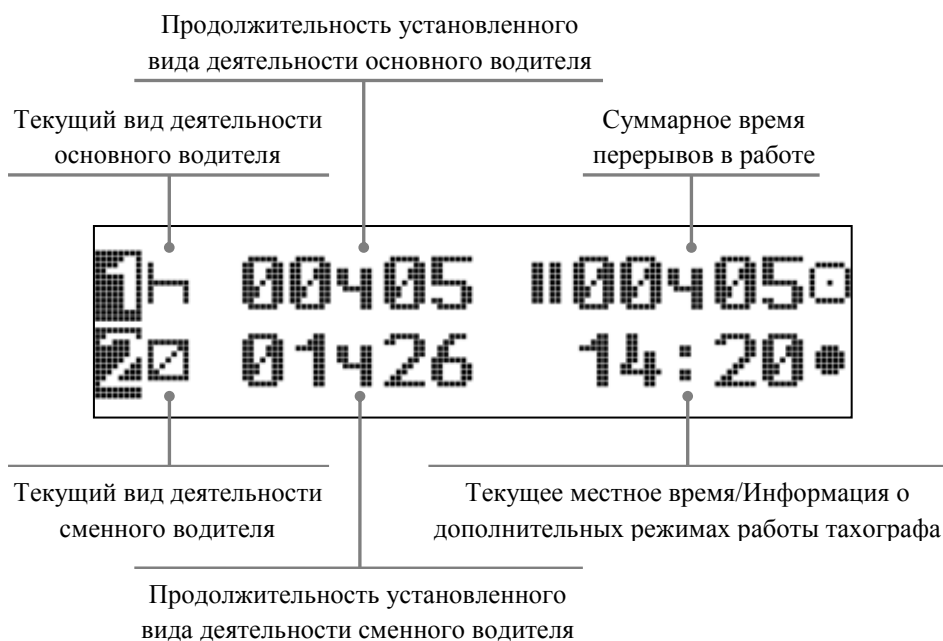 Продолжительность установленного
вида деятельности основного водителя
Текущий вид деятельности
основного водителя
Суммарное время
перерывов в работе
1 00ч05 00ч05
2 01ч26 14:20
Текущий вид деятельности
сменного водителя
Текущее местное время/Информация о
дополнительных режимах работы тахографа
Продолжительность установленного
вида деятельности сменного водителя